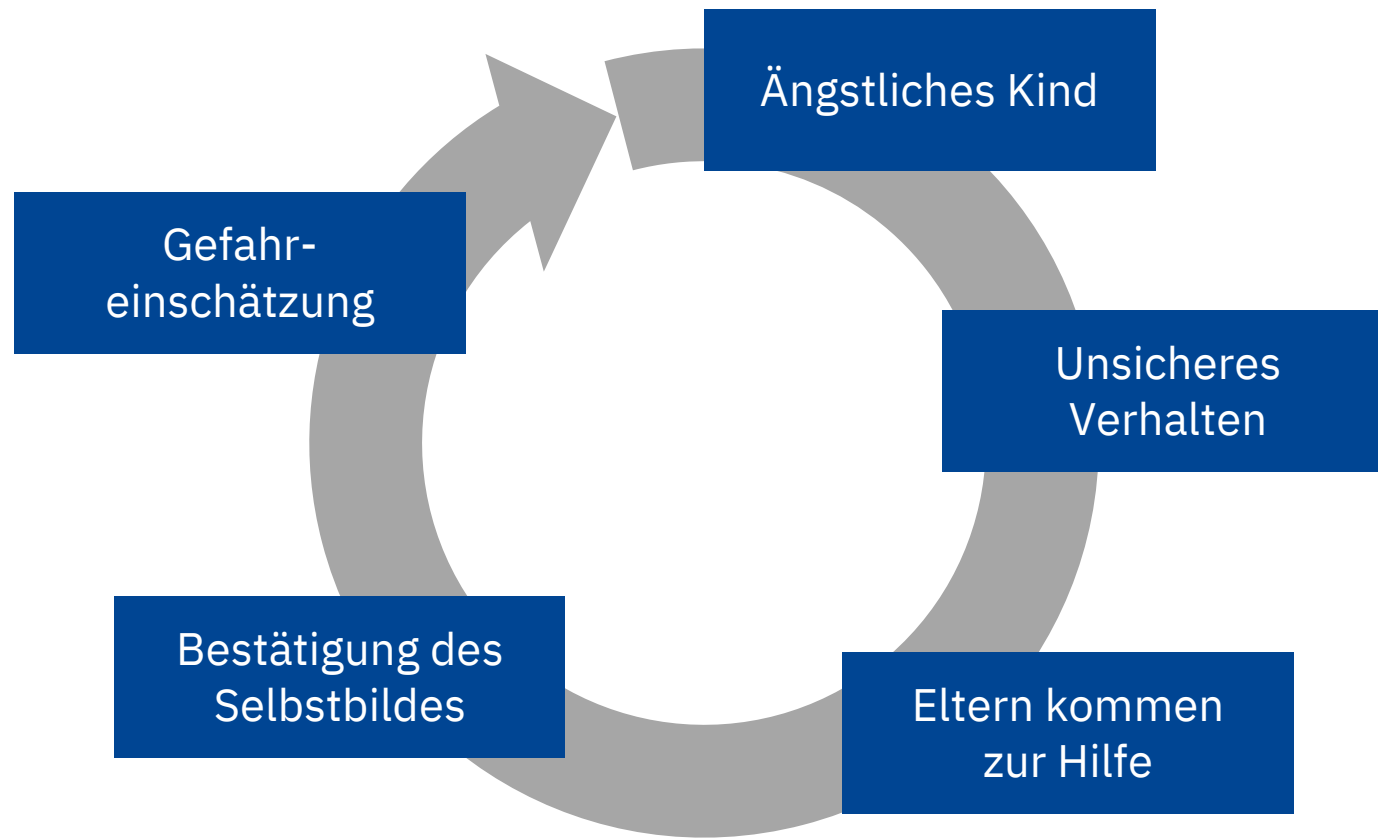 Ängstliches Kind
Unsicheres
Verhalten
Eltern kommen
zur Hilfe
Bestätigung des
Selbstbildes
Gefahr-
einschätzung